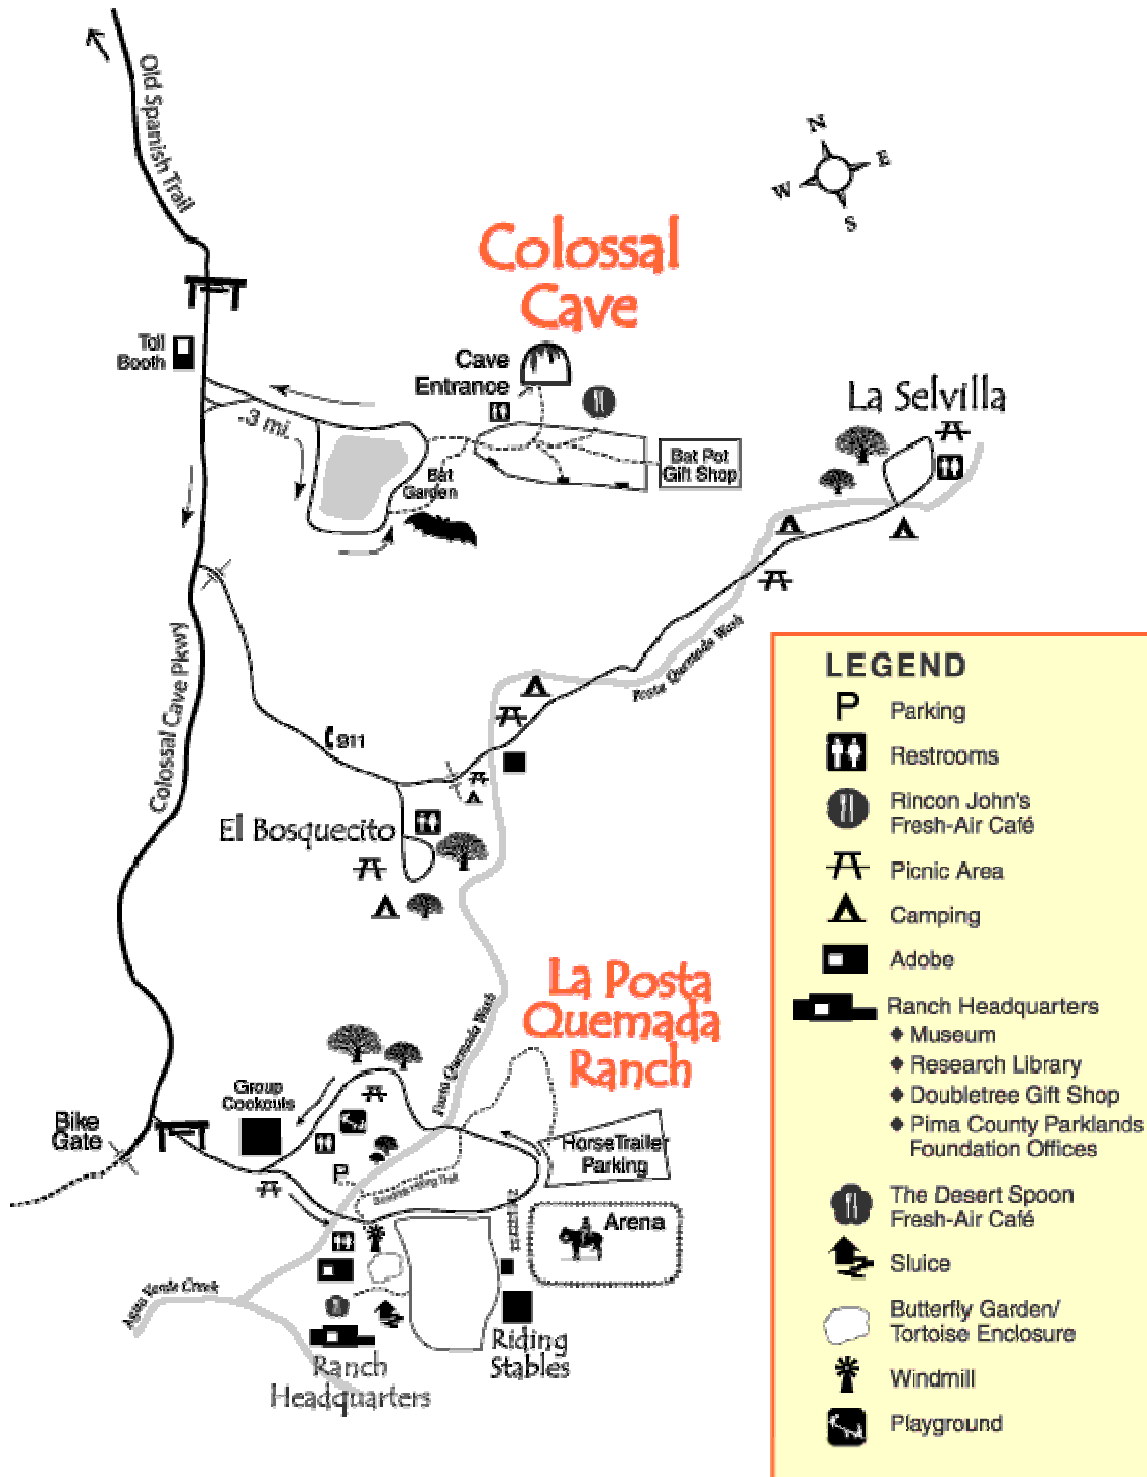 Old Spanish Trail
N
E
W
S
Colossal
Cave
Toll
Booth
Cave
Entrance
.3 mi.
Bat
Garden
Bat Pot
Gift Shop
La Selvilla
Posta Quemada Wash
Colossal Cave Pkwy
911
El Bosquecito
LEGEND
P Parking
Restrooms
Rincon John's
Fresh-Air Café
Picnic Area
Camping
Adobe
Ranch Headquarters
♦ Museum
♦ Research Library
♦ Doubletree Gift Shop
♦ Pima County Parklands
Foundation Offices
The Desert Spoon
Fresh-Air Café
Sluice
Butterfly Garden/
Tortoise Enclosure
Windmill
Playground
La Posta
Quemada
Ranch
Posta Quemada Wash
Group
Cookouts
Bike
Gate
P
Horse Trailer
Parking
Hiking Trail
Arena
Agua Verde Creek
Riding
Stables
Ranch
Headquarters